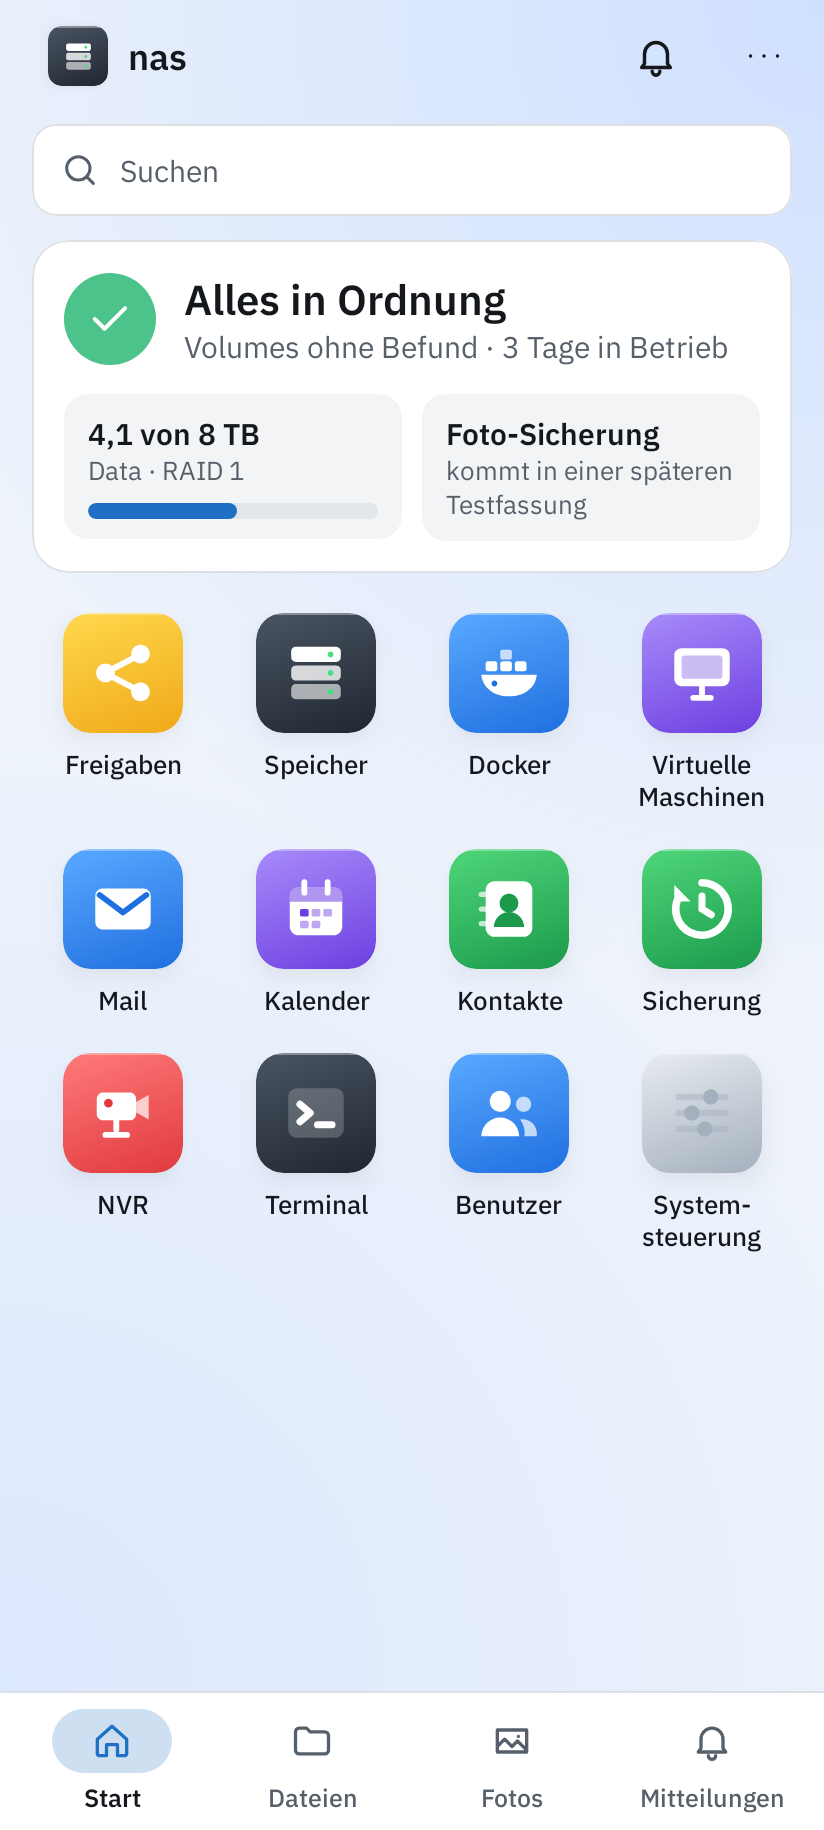 nas
Suchen
Alles in Ordnung
Volumes ohne Befund · 3 Tage in Betrieb
4,1 von 8 TB
Data · RAID 1
Foto-Sicherung
kommt in einer späteren
Testfassung
Freigaben
Speicher
Docker
Virtuelle
Maschinen
Mail
Kalender
Kontakte
Sicherung
NVR
Terminal
Benutzer
System-
steuerung
Start
Dateien
Fotos
Mitteilungen